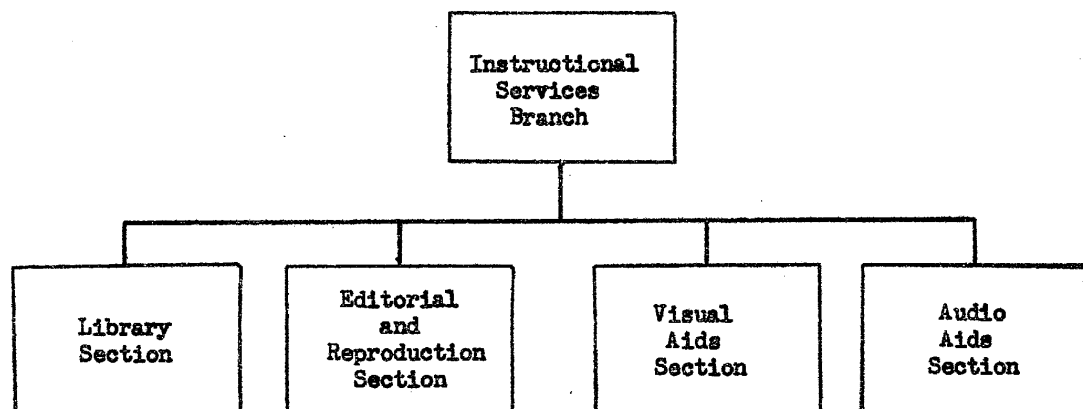 Instructional
Services
Branch
Library
Section
Editorial
and
Reproduction
Section
Visual
Aids
Section
Audio
Aids
Section